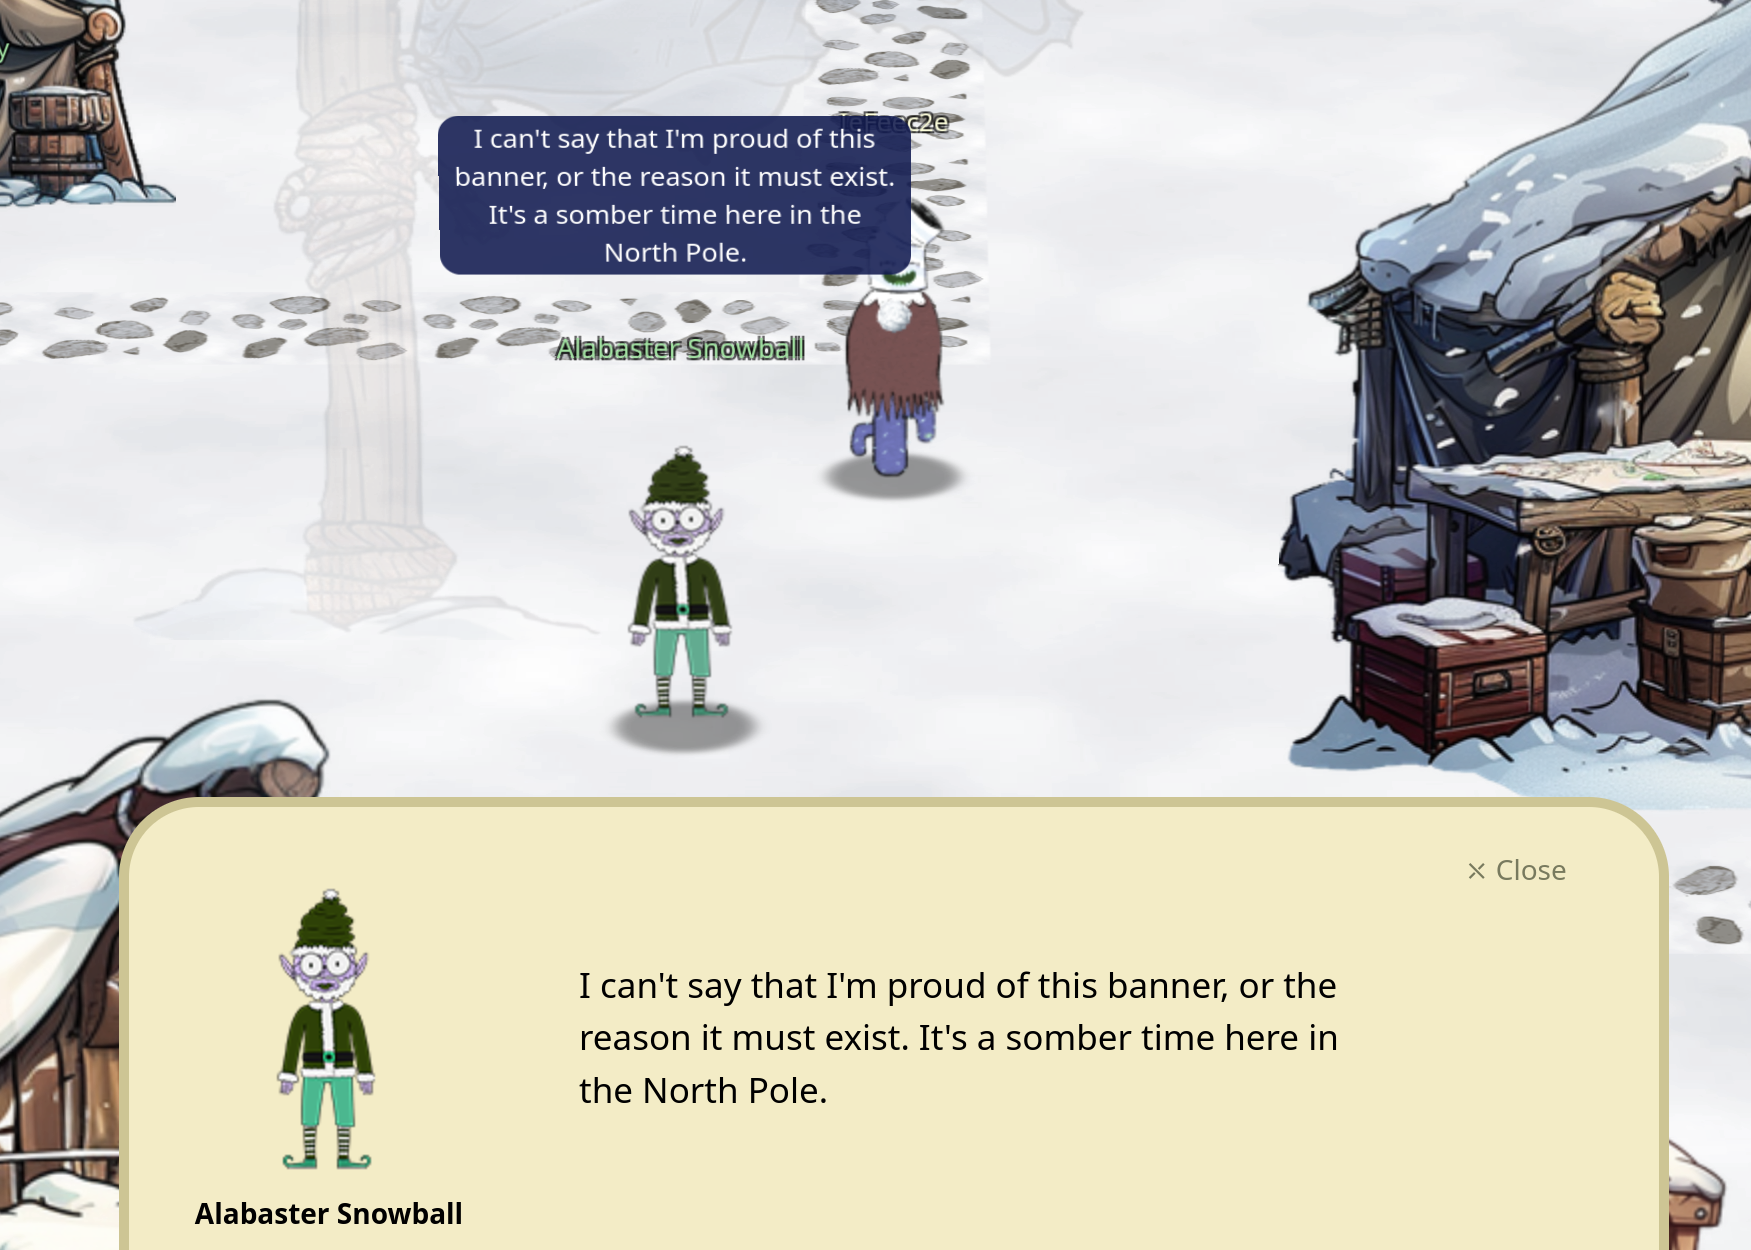 I can't say that I'm proud of this
banner, or the reason it must exist.
It's a somber time here in the
North Pole.
Alabaster Snowball
× Close
I can't say that I'm proud of this banner, or the
reason it must exist. It's a somber time here in
the North Pole.
Alabaster Snowball